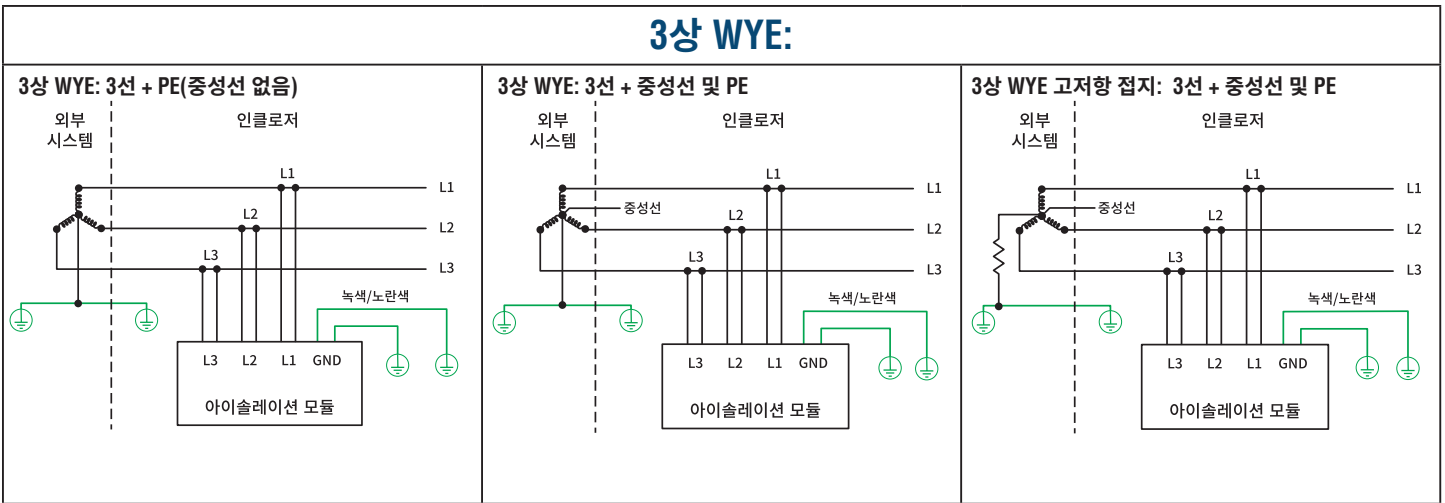 3상 WYE:
3상 WYE: 3선 + PE(중성선 없음)
외부
시스템
인클로저
L1
L1
L2
L2
L3
L3
녹색/노란색
L3 L2 L1 GND
아이솔레이션 모듈
3상 WYE: 3선 + 중성선 및 PE
외부
시스템
인클로저
L1
L1
중성선
L2
L2
L3
L3
녹색/노란색
L3 L2 L1 GND
아이솔레이션 모듈
3상 WYE 고저항 접지: 3선 + 중성선 및 PE
외부
시스템
인클로저
L1
L1
중성선
L2
L2
L3
L3
녹색/노란색
L3 L2 L1 GND
아이솔레이션 모듈